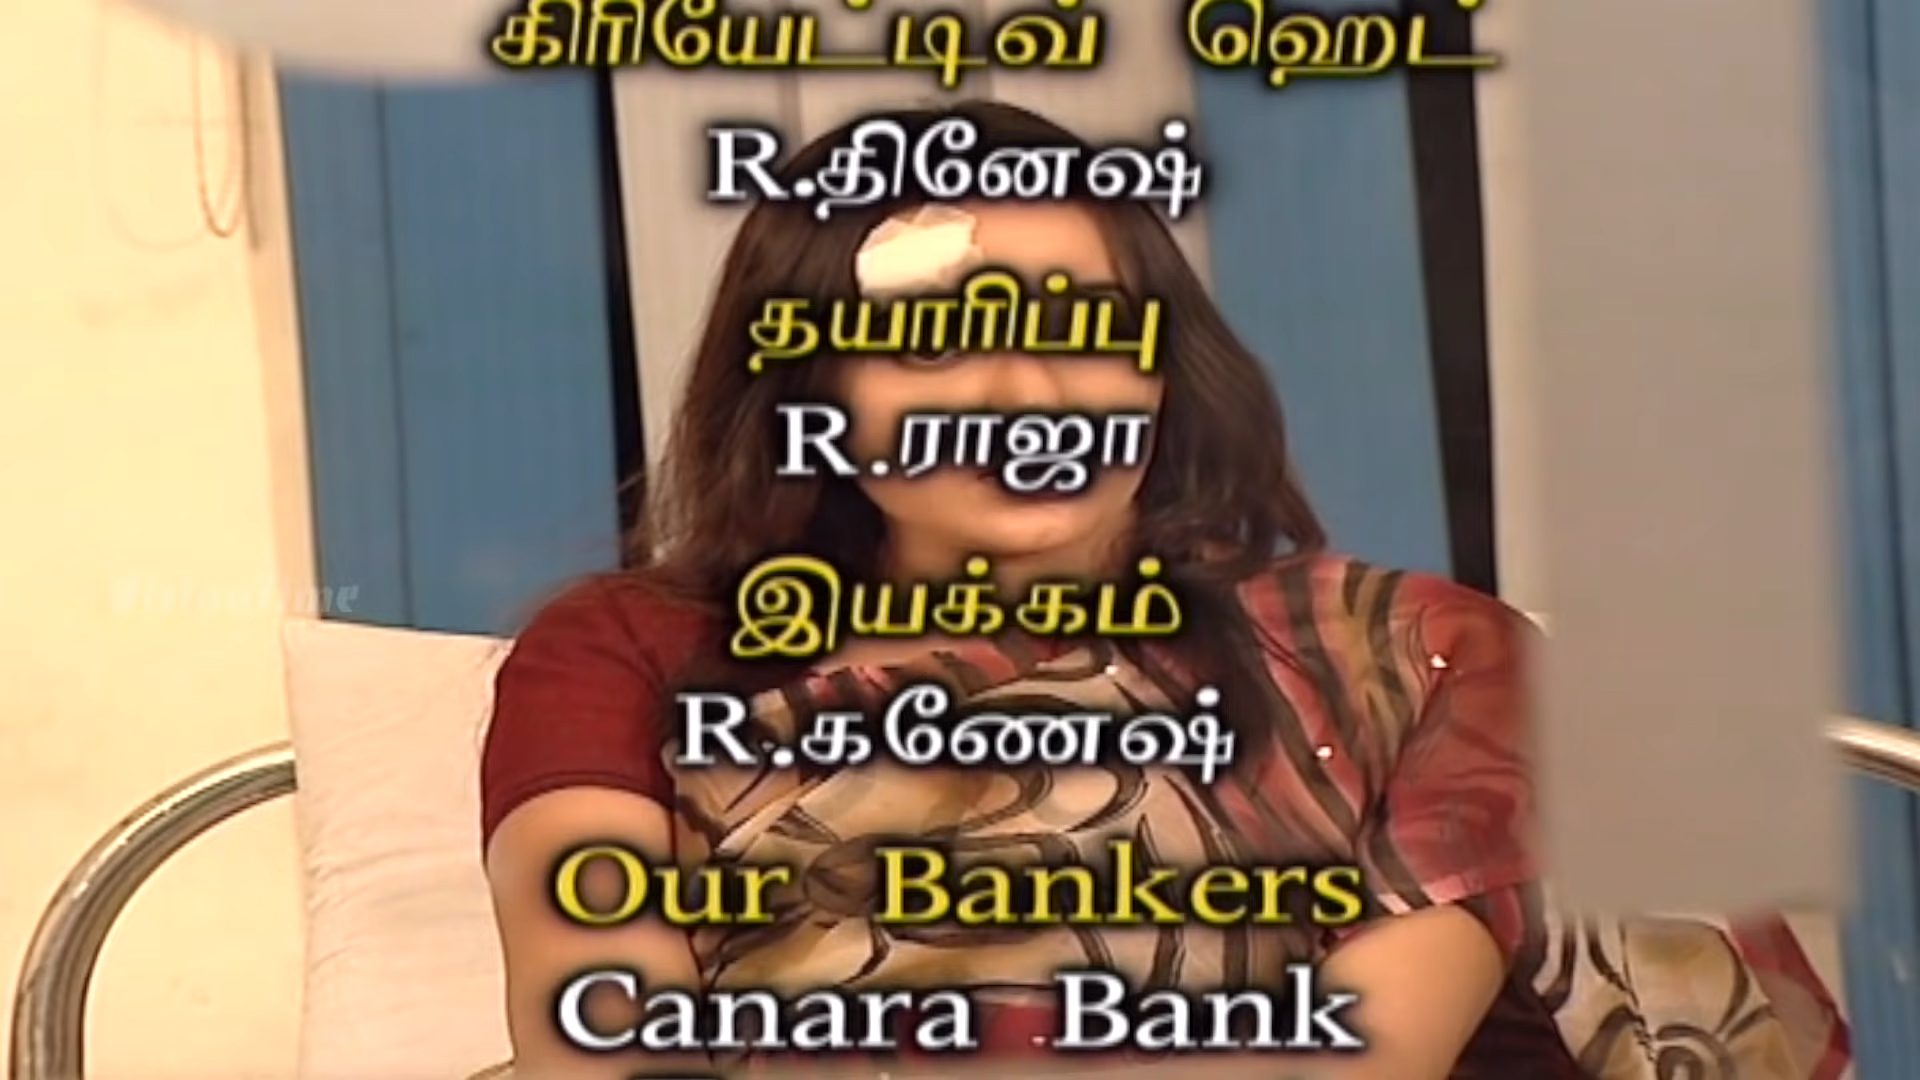 கிரியேட்டிவ் ஹெட்
R.தினேஷ்
தயாரிப்பு
R.ராஜா
இயக்கம்
R.கணேஷ்
Our Bankers
Canara Bank